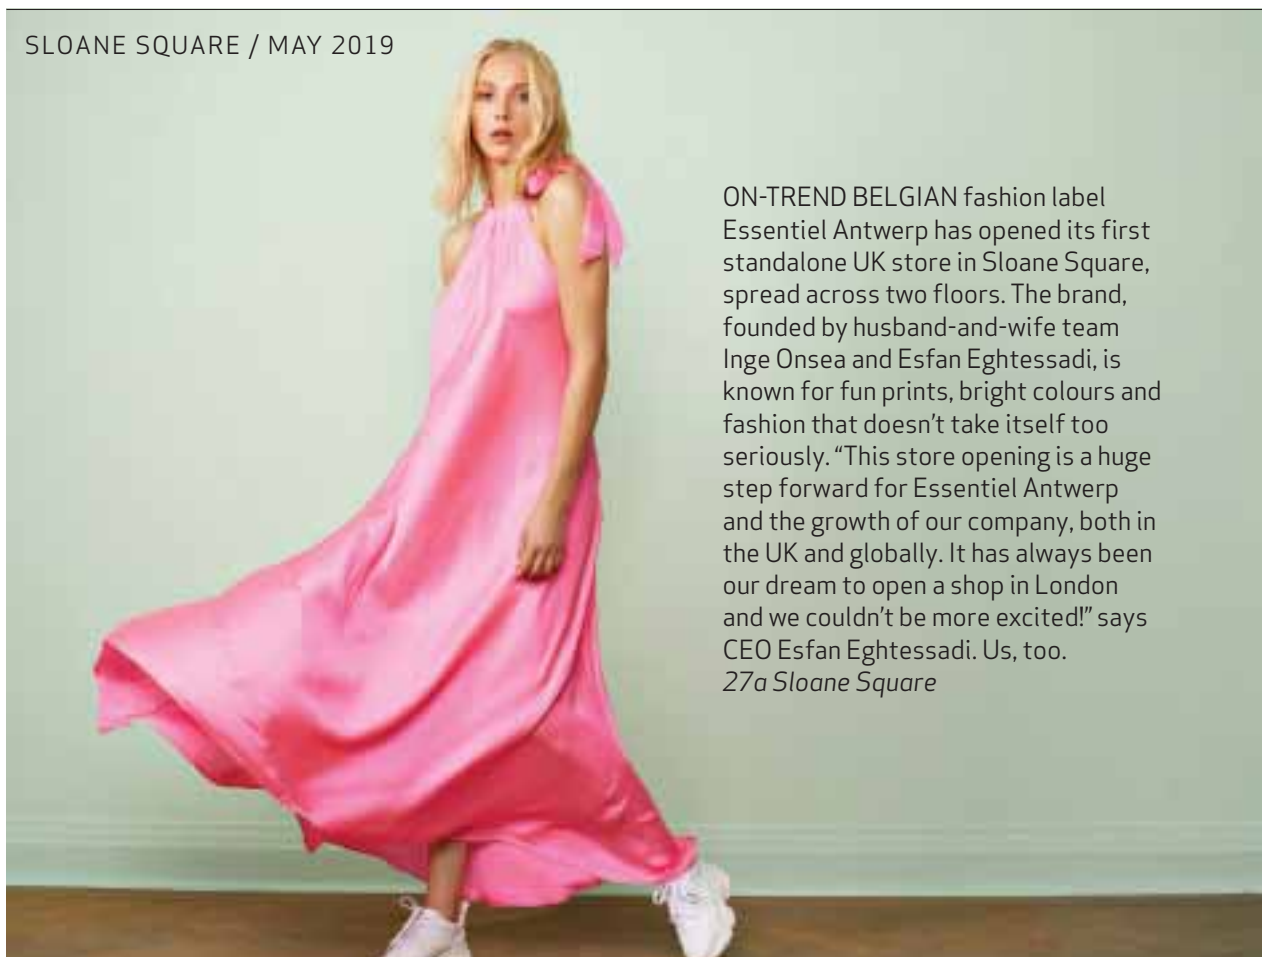 SLOANE SQUARE / MAY 2019
ON-TREND BELGIAN fashion label
Essentiel Antwerp has opened its first
standalone UK store in Sloane Square,
spread across two floors. The brand,
founded by husband-and-wife team
Inge Onsea and Esfan Eghtessadi, is
known for fun prints, bright colours and
fashion that doesn’t take itself too
seriously. “This store opening is a huge
step forward for Essentiel Antwerp
and the growth of our company, both in
the UK and globally. It has always been
our dream to open a shop in London
and we couldn’t be more excited!” says
CEO Esfan Eghtessadi. Us, too.
27a Sloane Square